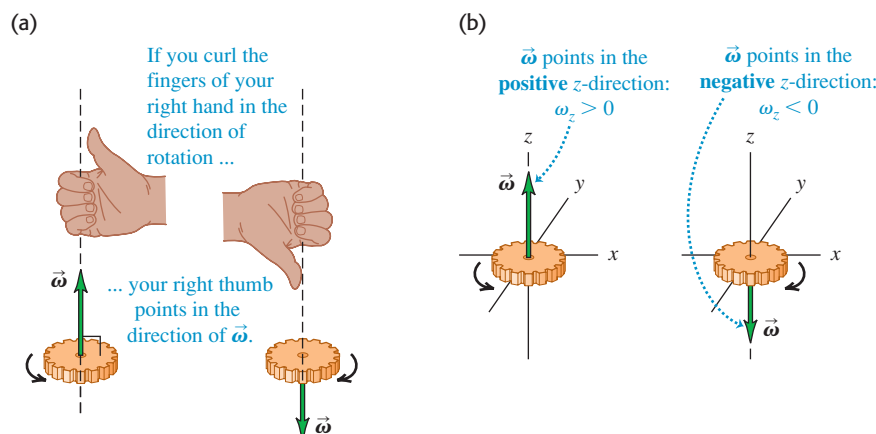 (a)
If you curl the
fingers of your
right hand in the
direction of
rotation ...
ω⃗
... your right thumb
points in the
direction of ω⃗.
ω⃗
(b)
ω⃗ points in the
positive z-direction:
ω_z > 0
z
ω⃗
y
x
ω⃗ points in the
negative z-direction:
ω_z < 0
z
y
x
ω⃗